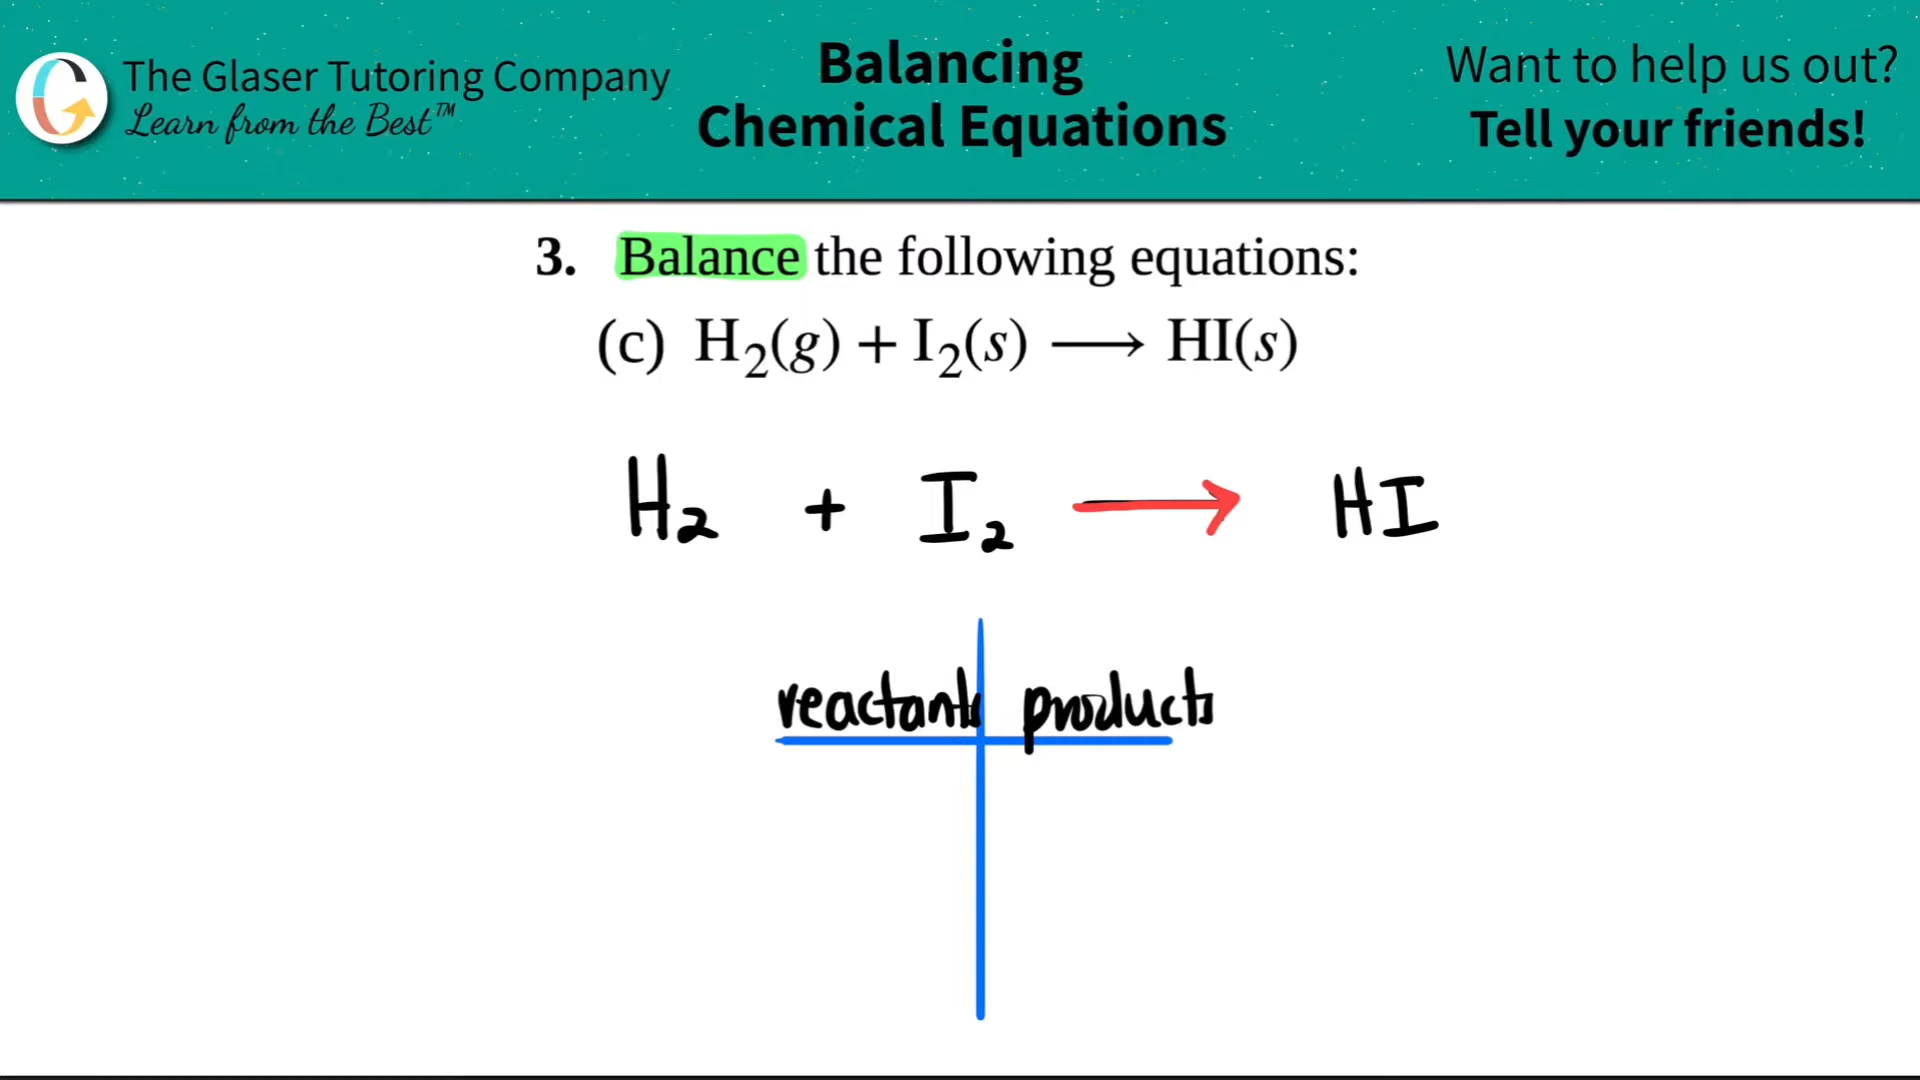 The Glaser Tutoring Company
Learn from the Best™
Balancing
Chemical Equations
Want to help us out?
Tell your friends!
3. Balance the following equations:
(c) H₂(g) + I₂(s) ⟶ HI(s)
H₂ + I₂ → HI
reactants products